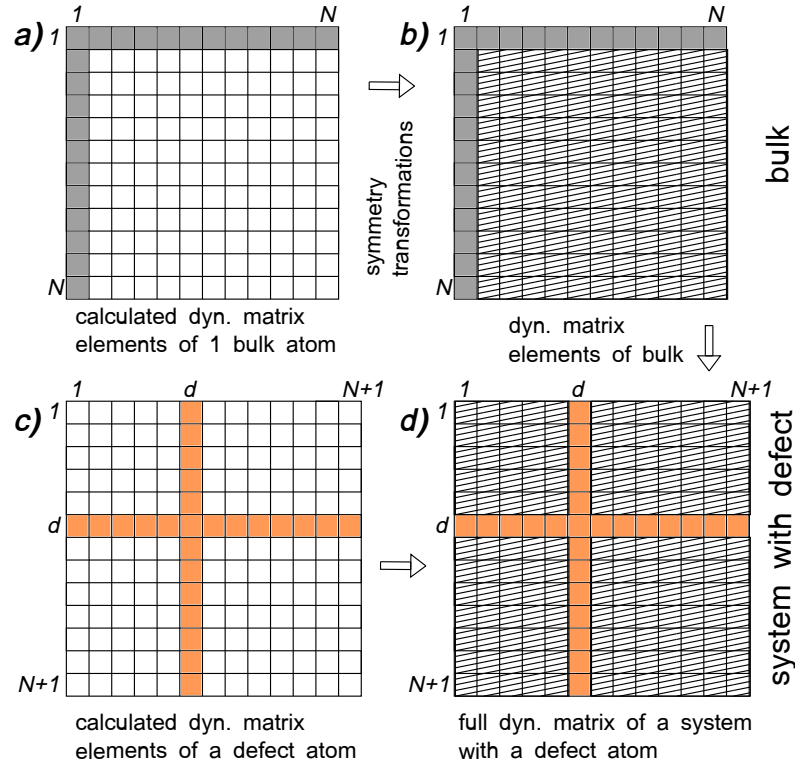 1 N
a) 1
N
calculated dyn. matrix
elements of 1 bulk atom
symmetry
transformations
1 N
b) 1
N
dyn. matrix
elements of bulk
bulk
1 d N+1
c) 1
d
N+1
calculated dyn. matrix
elements of a defect atom
1 d N+1
d) 1
d
N+1
full dyn. matrix of a system
with a defect atom
system with defect